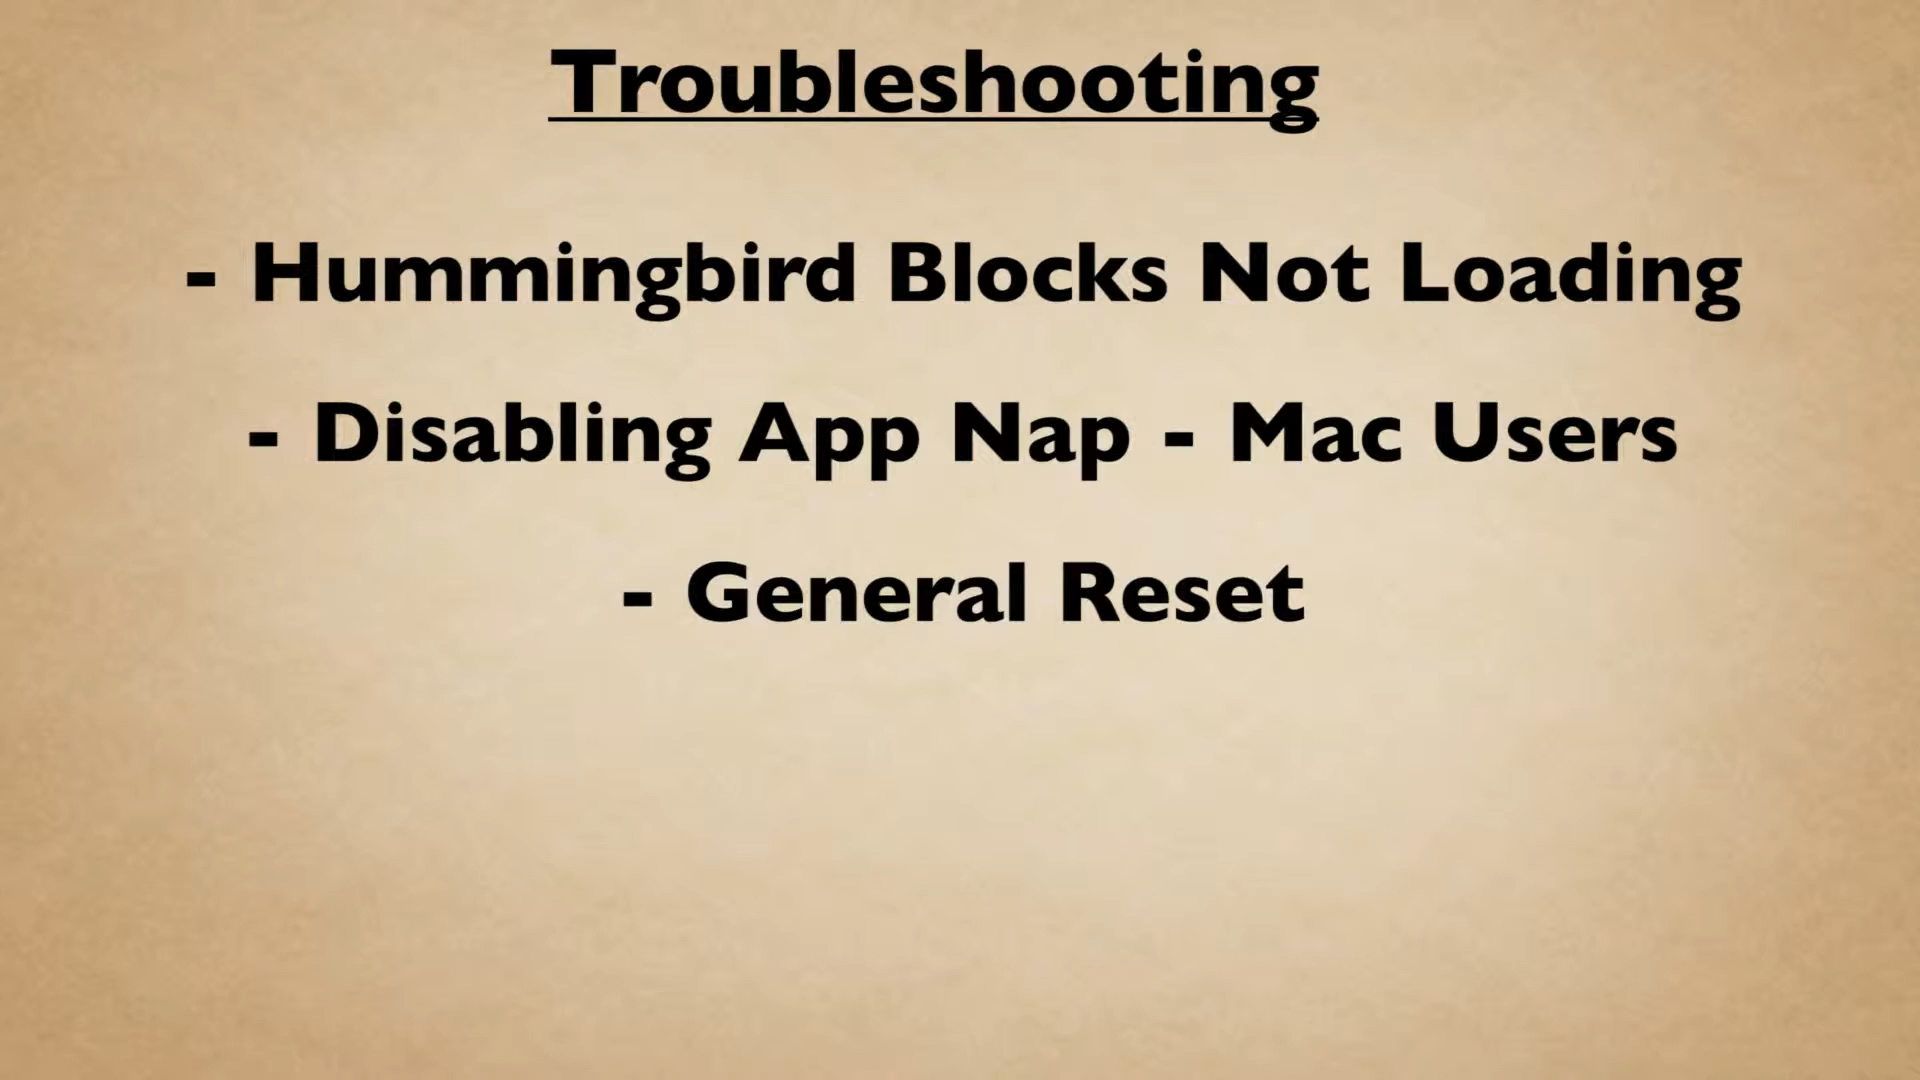 Troubleshooting
- Hummingbird Blocks Not Loading
- Disabling App Nap - Mac Users
- General Reset